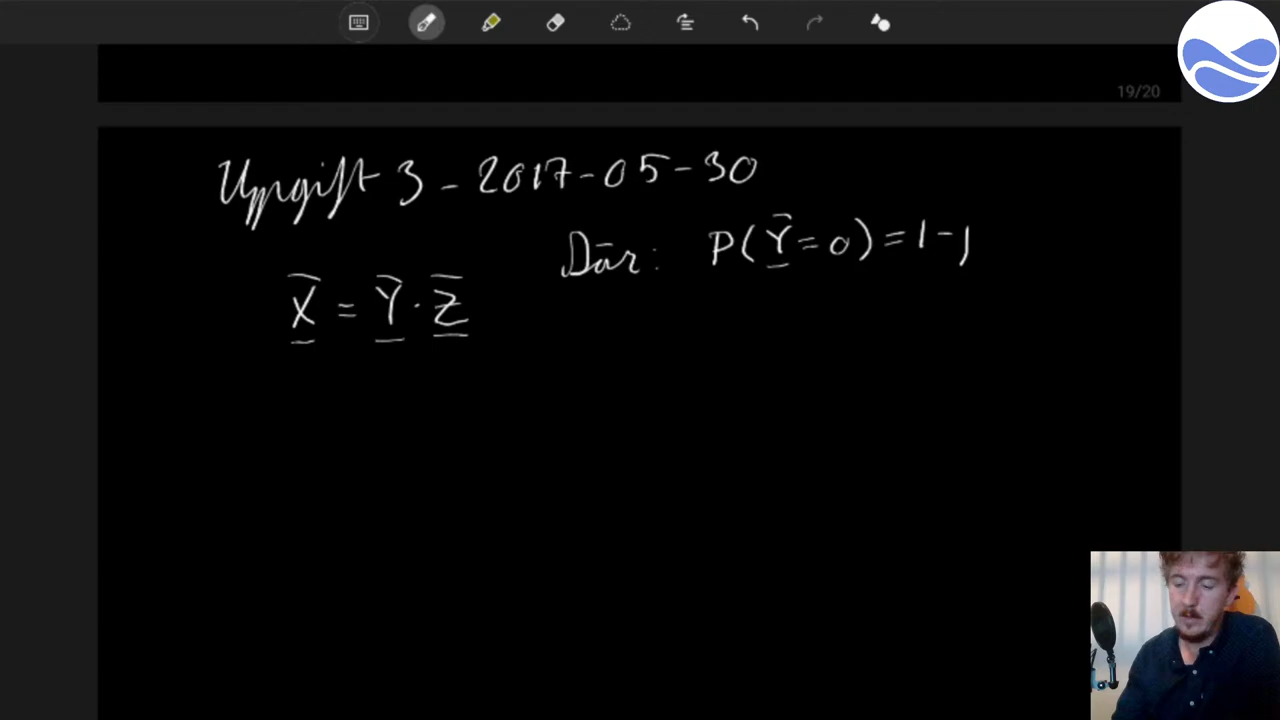 19/20
Uppgift 3 - 2017-05-30
Där: P(Y=0)=1-
X = Y · Z